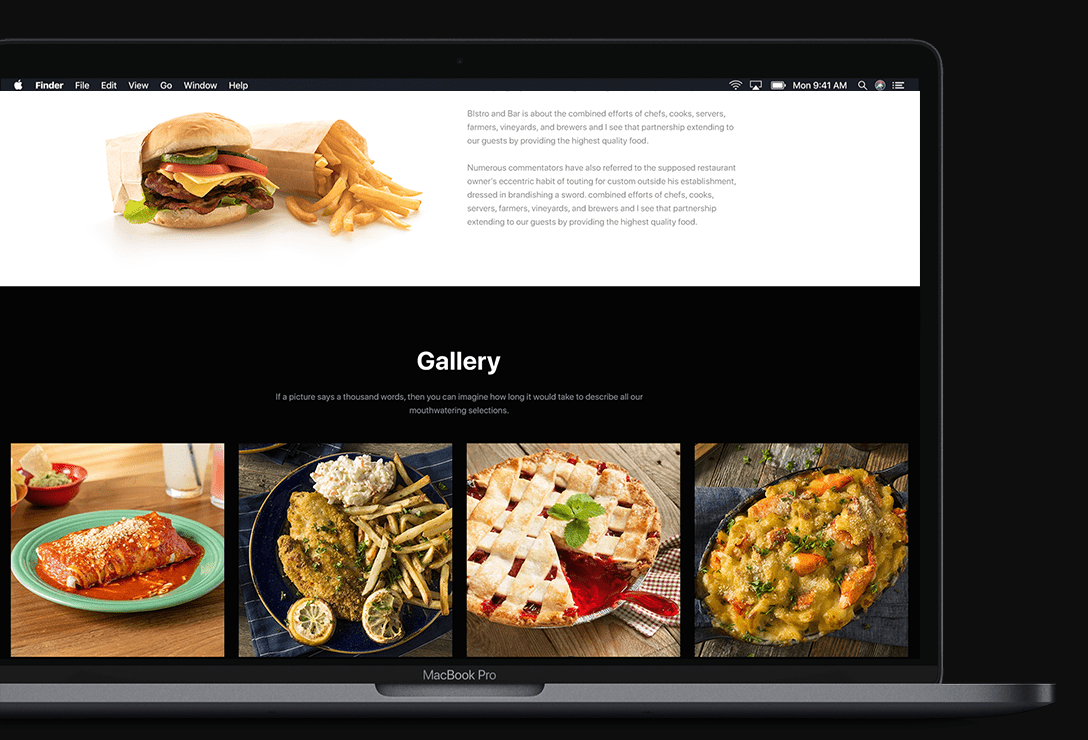 Finder File Edit View Go Window Help Mon 9:41 AM
BIstro and Bar is about the combined efforts of chefs, cooks, servers,
farmers, vineyards, and brewers and I see that partnership extending to
our guests by providing the highest quality food.
Numerous commentators have also referred to the supposed restaurant
owner's eccentric habit of touting for custom outside his establishment,
dressed in brandishing a sword. combined efforts of chefs, cooks,
servers, farmers, vineyards, and brewers and I see that partnership
extending to our guests by providing the highest quality food.
Gallery
If a picture says a thousand words, then you can imagine how long it would take to describe all our
mouthwatering selections.
MacBook Pro